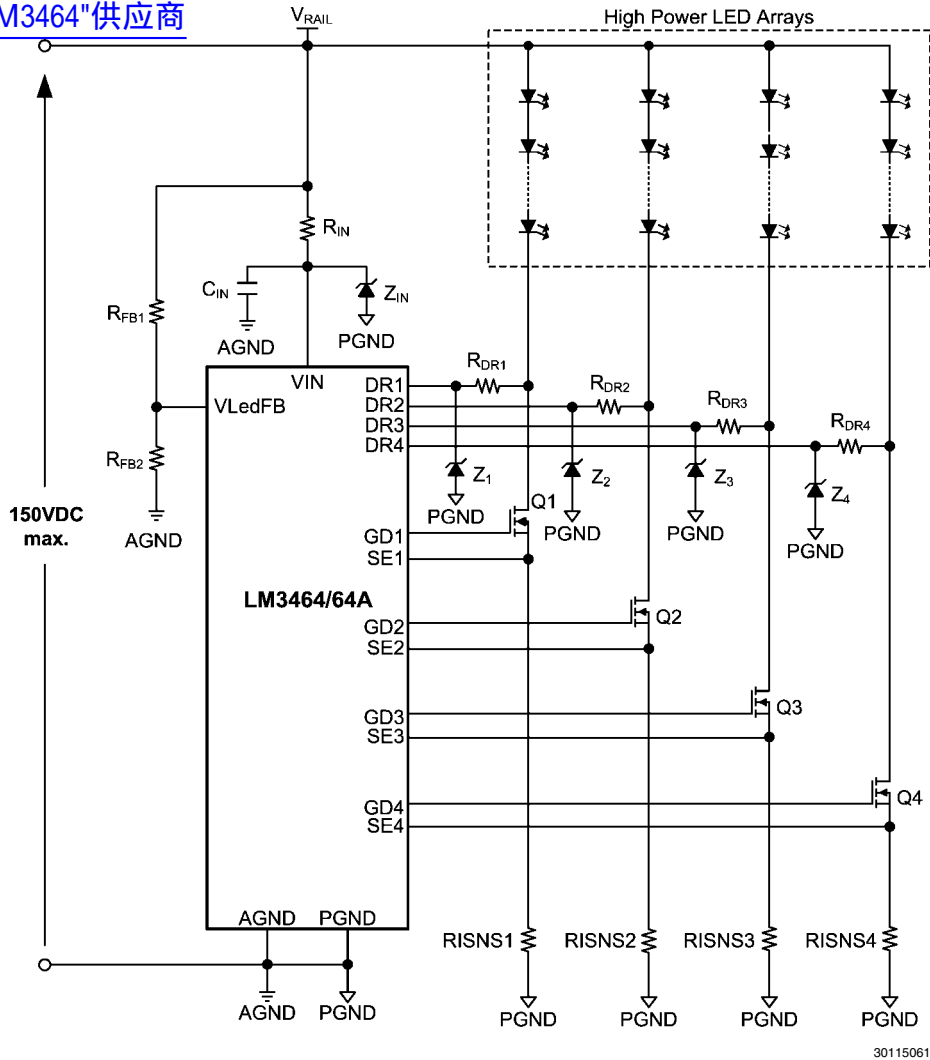 M3464"供应商
VRAIL
High Power LED Arrays
RIN
CIN
ZIN
RFB1
AGND
PGND
VIN
DR1
RDR1
VLedFB
DR2
RDR2
DR3
RDR3
DR4
RDR4
RFB2
Z1
Z2
Z3
Z4
150VDC
max.
AGND
PGND
Q1
PGND
PGND
PGND
GD1
SE1
LM3464/64A
GD2
Q2
SE2
GD3
Q3
SE3
GD4
Q4
SE4
AGND PGND
RISNS1
RISNS2
RISNS3
RISNS4
AGND
PGND
PGND
PGND
PGND
PGND
30115061